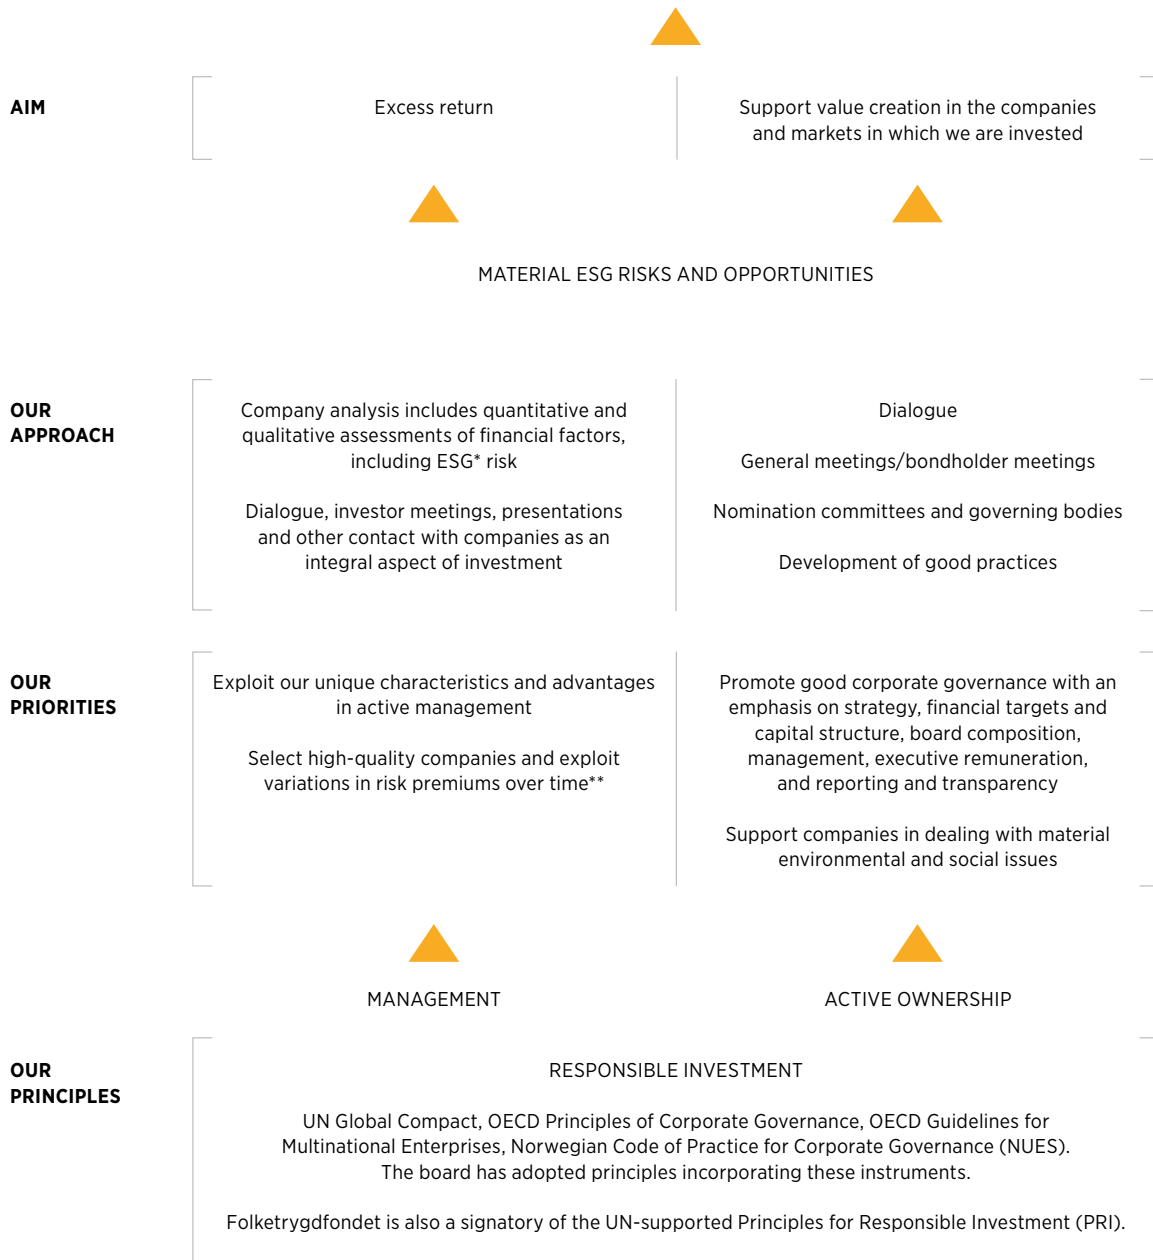 AIM
Excess return
Support value creation in the companies
and markets in which we are invested
MATERIAL ESG RISKS AND OPPORTUNITIES
OUR
APPROACH
Company analysis includes quantitative and
qualitative assessments of financial factors,
including ESG* risk
Dialogue, investor meetings, presentations
and other contact with companies as an
integral aspect of investment
Dialogue
General meetings/bondholder meetings
Nomination committees and governing bodies
Development of good practices
OUR
PRIORITIES
Exploit our unique characteristics and advantages
in active management
Select high-quality companies and exploit
variations in risk premiums over time**
Promote good corporate governance with an
emphasis on strategy, financial targets and
capital structure, board composition,
management, executive remuneration,
and reporting and transparency
Support companies in dealing with material
environmental and social issues
MANAGEMENT
ACTIVE OWNERSHIP
OUR
PRINCIPLES
RESPONSIBLE INVESTMENT
UN Global Compact, OECD Principles of Corporate Governance, OECD Guidelines for
Multinational Enterprises, Norwegian Code of Practice for Corporate Governance (NUES).
The board has adopted principles incorporating these instruments.
Folketrygdfondet is also a signatory of the UN-supported Principles for Responsible Investment (PRI).